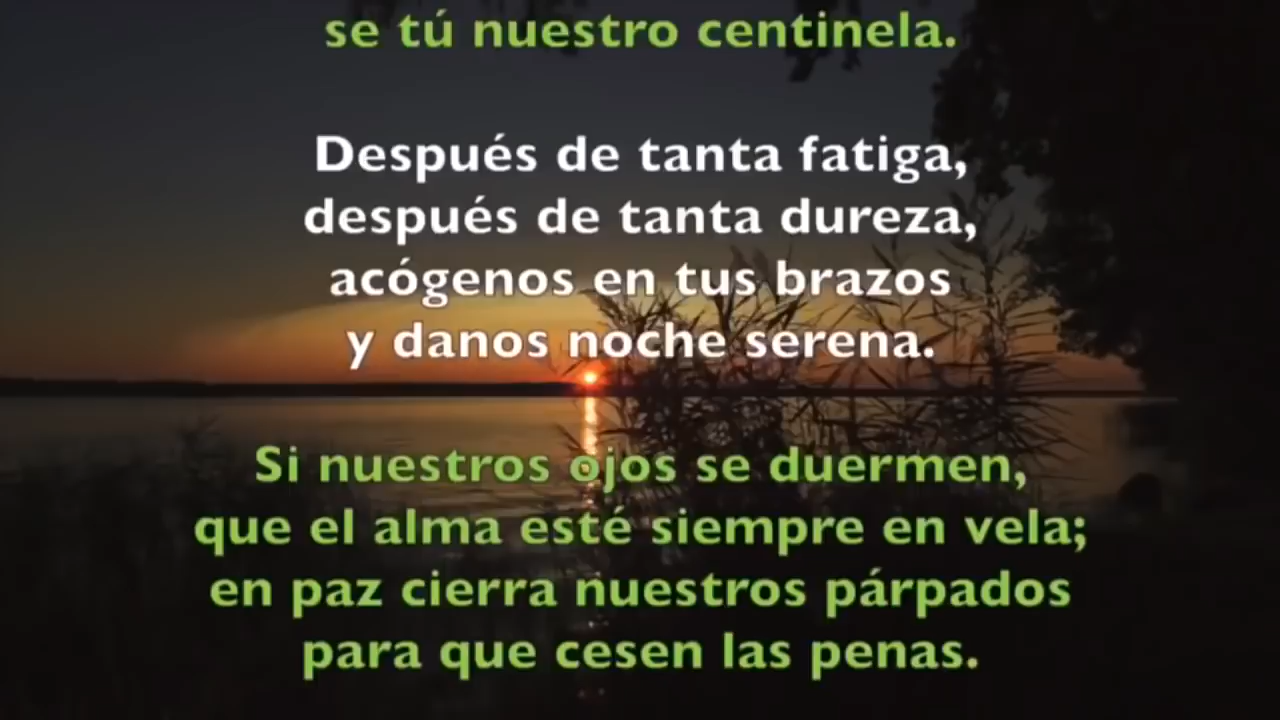 se tú nuestro centinela.
Después de tanta fatiga,
después de tanta dureza,
acógenos en tus brazos
y danos noche serena.
Si nuestros ojos se duermen,
que el alma esté siempre en vela;
en paz cierra nuestros párpados
para que cesen las penas.